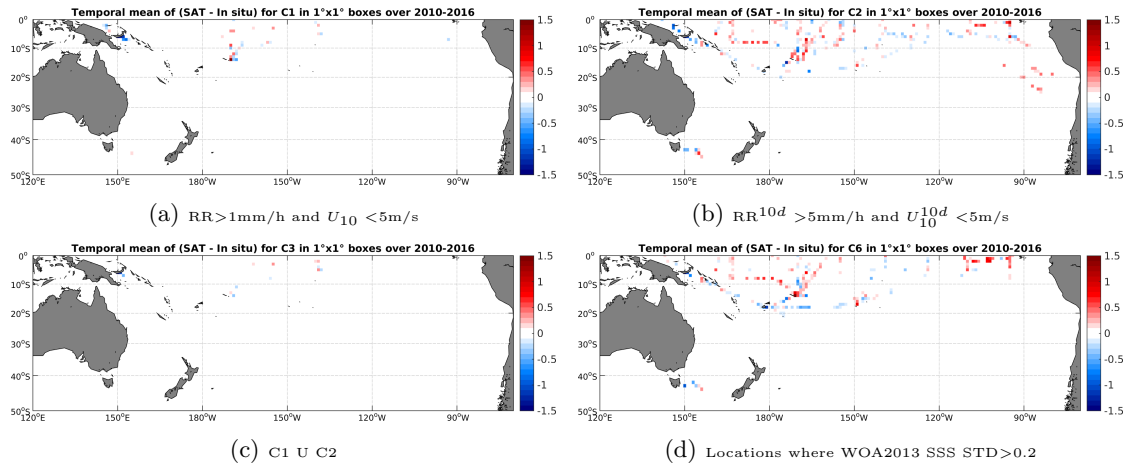 Temporal mean of (SAT - In situ) for C1 in 1°x1° boxes over 2010-2016
0°
10°S
20°S
30°S
40°S
50°S
120°E 150°E 180°W 150°W 120°W 90°W
1.5
1
0.5
0
-0.5
-1
-1.5
(a) RR>1mm/h and U10 <5m/s
Temporal mean of (SAT - In situ) for C2 in 1°x1° boxes over 2010-2016
0°
10°S
20°S
30°S
40°S
50°S
120°E 150°E 180°W 150°W 120°W 90°W
1.5
1
0.5
0
-0.5
-1
-1.5
(b) RR^10d >5mm/h and U10^10d <5m/s
Temporal mean of (SAT - In situ) for C3 in 1°x1° boxes over 2010-2016
0°
10°S
20°S
30°S
40°S
50°S
120°E 150°E 180°W 150°W 120°W 90°W
1.5
1
0.5
0
-0.5
-1
-1.5
(c) C1 U C2
Temporal mean of (SAT - In situ) for C6 in 1°x1° boxes over 2010-2016
0°
10°S
20°S
30°S
40°S
50°S
120°E 150°E 180°W 150°W 120°W 90°W
1.5
1
0.5
0
-0.5
-1
-1.5
(d) Locations where WOA2013 SSS STD>0.2